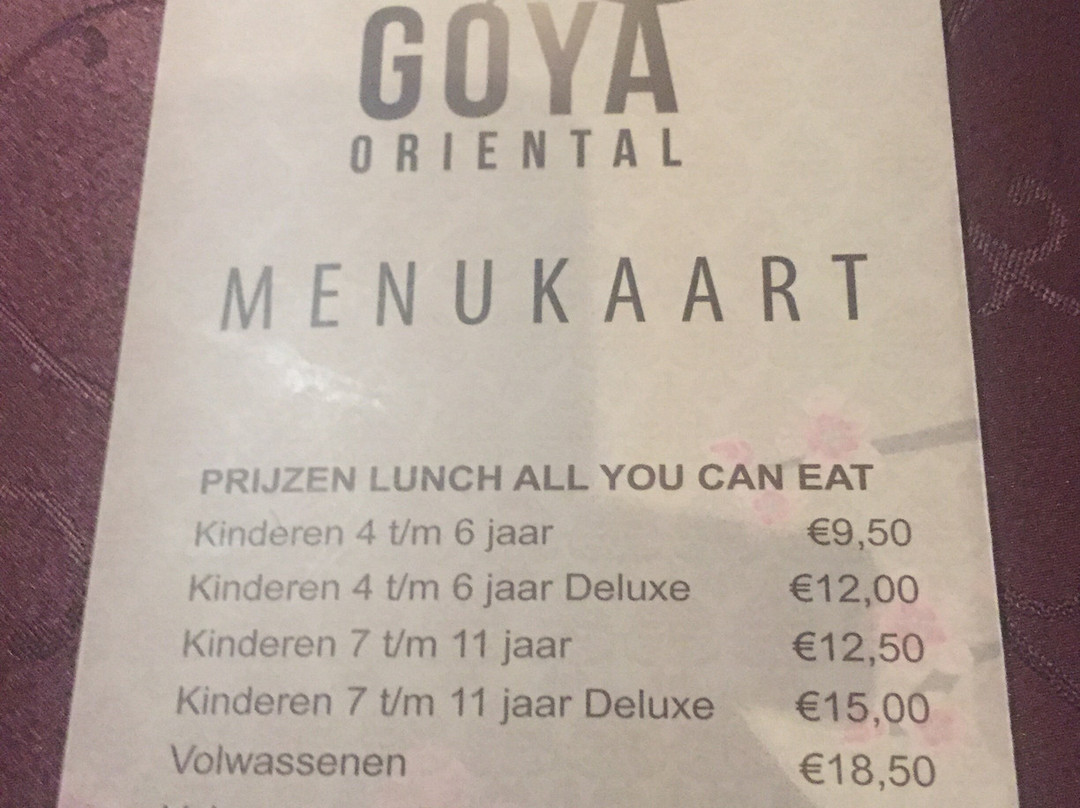 GOYA
ORIENTAL
MENUKAART
PRIJZEN LUNCH ALL YOU CAN EAT
Kinderen 4 t/m 6 jaar €9,50
Kinderen 4 t/m 6 jaar Deluxe €12,00
Kinderen 7 t/m 11 jaar €12,50
Kinderen 7 t/m 11 jaar Deluxe €15,00
Volwassenen €18,50